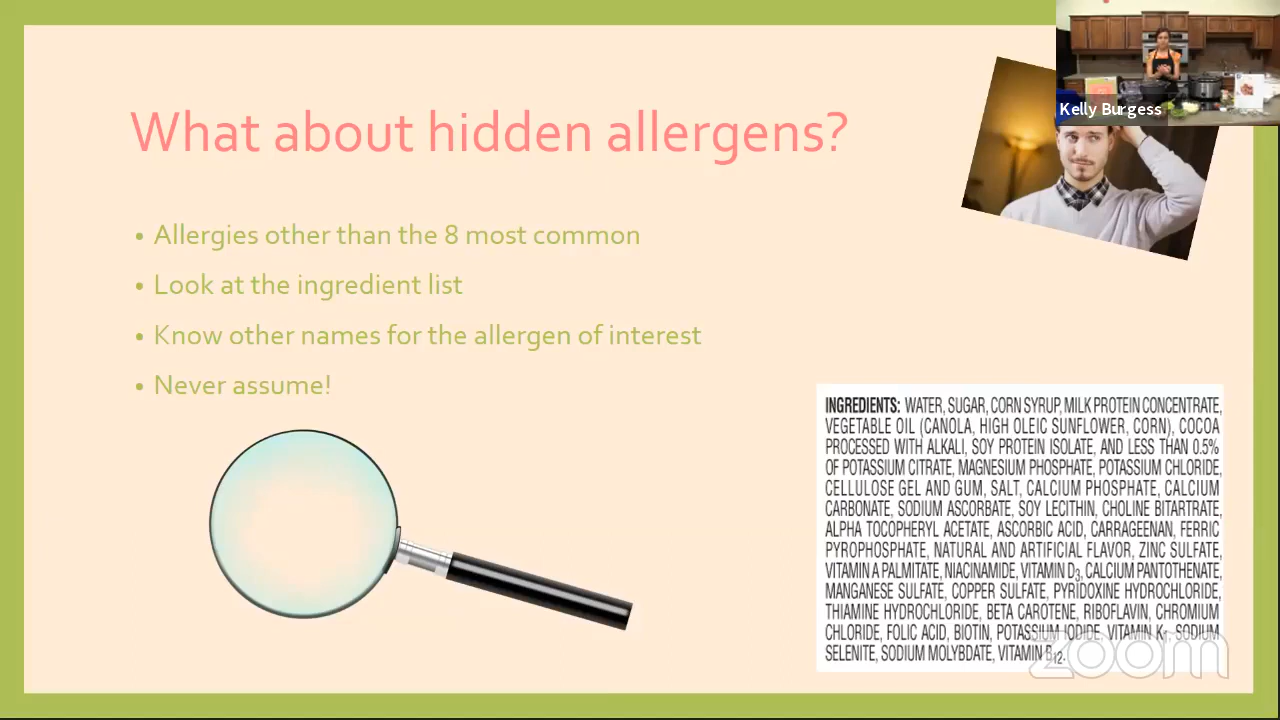 What about hidden allergens?
• Allergies other than the 8 most common
• Look at the ingredient list
• Know other names for the allergen of interest
• Never assume!
Kelly Burgess
INGREDIENTS: WATER, SUGAR, CORN SYRUP, MILK PROTEIN CONCENTRATE,
VEGETABLE OIL (CANOLA, HIGH OLEIC SUNFLOWER, CORN), COCOA
PROCESSED WITH ALKALI, SOY PROTEIN ISOLATE, AND LESS THAN 0.5%
OF POTASSIUM CITRATE, MAGNESIUM PHOSPHATE, POTASSIUM CHLORIDE,
CELLULOSE GEL AND GUM, SALT, CALCIUM PHOSPHATE, CALCIUM
CARBONATE, SODIUM ASCORBATE, SOY LECITHIN, CHOLINE BITARTRATE,
ALPHA TOCOPHERYL ACETATE, ASCORBIC ACID, CARRAGEENAN, FERRIC
PYROPHOSPHATE, NATURAL AND ARTIFICIAL FLAVOR, ZINC SULFATE,
VITAMIN A PALMITATE, NIACINAMIDE, VITAMIN D3, CALCIUM PANTOTHENATE,
MANGANESE SULFATE, COPPER SULFATE, PYRIDOXINE HYDROCHLORIDE,
THIAMINE HYDROCHLORIDE, BETA CAROTENE, RIBOFLAVIN, CHROMIUM
CHLORIDE, FOLIC ACID, BIOTIN, POTASSIUM IODIDE, VITAMIN K1, SODIUM
SELENITE, SODIUM MOLYBDATE, VITAMIN B12.
zoom